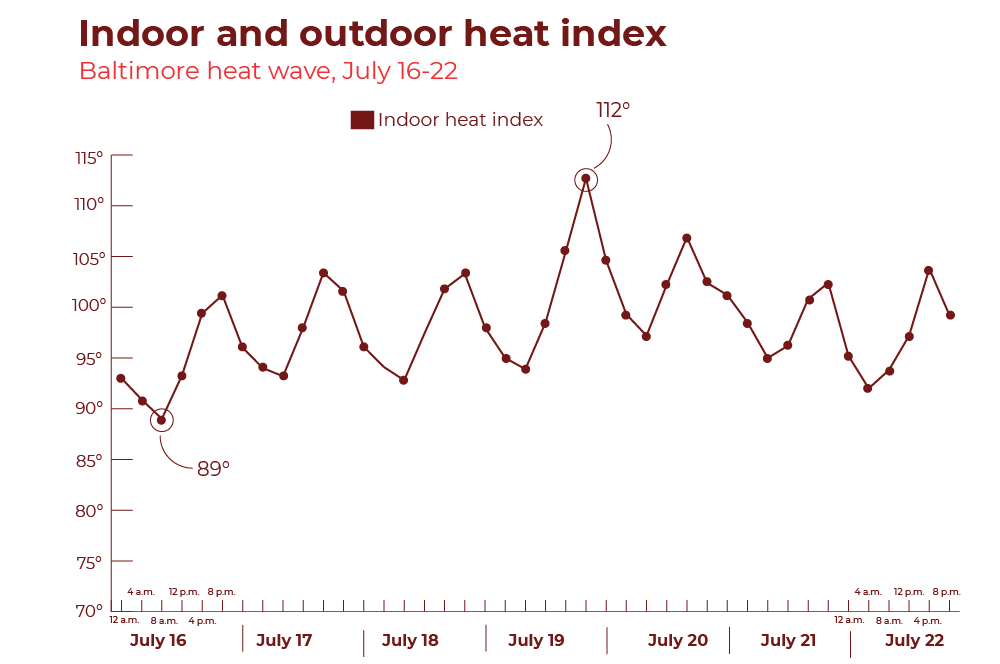 Indoor and outdoor heat index
Baltimore heat wave, July 16-22
Indoor heat index
112°
115°
110°
105°
100°
95°
90°
89°
85°
80°
75°
70°
4 a.m. 12 p.m. 8 p.m. 4 a.m. 12 p.m. 8 p.m.
12 a.m. 8 a.m. 4 p.m. 12 a.m. 8 a.m. 4 p.m.
July 16 July 17 July 18 July 19 July 20 July 21 July 22